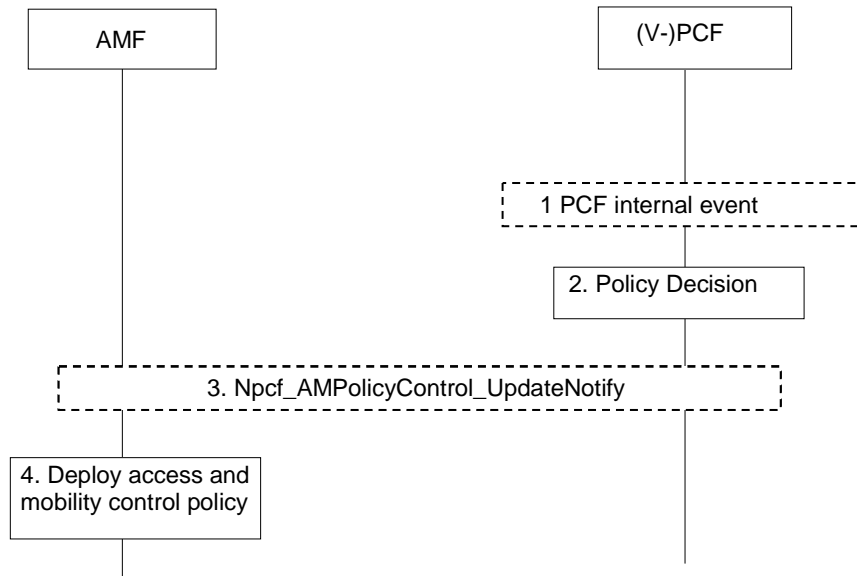 AMF
(V-)PCF
1 PCF internal event
2. Policy Decision
3. Npcf_AMPolicyControl_UpdateNotify
4. Deploy access and
mobility control policy